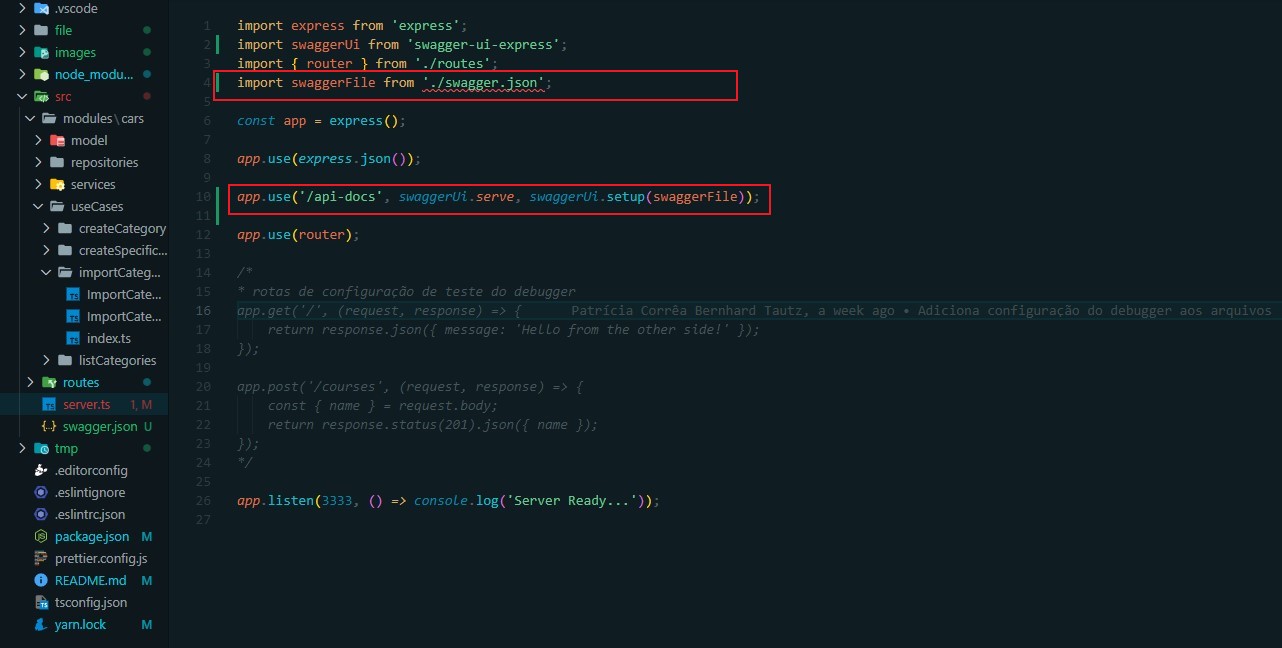 .vscode
file
images
node_modu...
src
modules\cars
model
repositories
services
useCases
createCategory
createSpecific...
importCateg...
ImportCate...
ImportCate...
index.ts
listCategories
routes
server.ts 1, M
swagger.json U
tmp
.editorconfig
.eslintignore
.eslintrc.json
package.json M
prettier.config.js
README.md M
tsconfig.json
yarn.lock M
1 import express from 'express';
2 import swaggerUi from 'swagger-ui-express';
3 import { router } from './routes';
4 import swaggerFile from './swagger.json';
5
6 const app = express();
7
8 app.use(express.json());
9
10 app.use('/api-docs', swaggerUi.serve, swaggerUi.setup(swaggerFile));
11
12 app.use(router);
13
14 /*
15 * rotas de configuração de teste do debugger
16 app.get('/', (request, response) => { Patrícia Corrêa Bernhard Tautz, a week ago • Adiciona configuração do debugger aos arquivos
17 return response.json({ message: 'Hello from the other side!' });
18 });
19
20 app.post('/courses', (request, response) => {
21 const { name } = request.body;
22 return response.status(201).json({ name });
23 });
24 */
25
26 app.listen(3333, () => console.log('Server Ready...'));
27